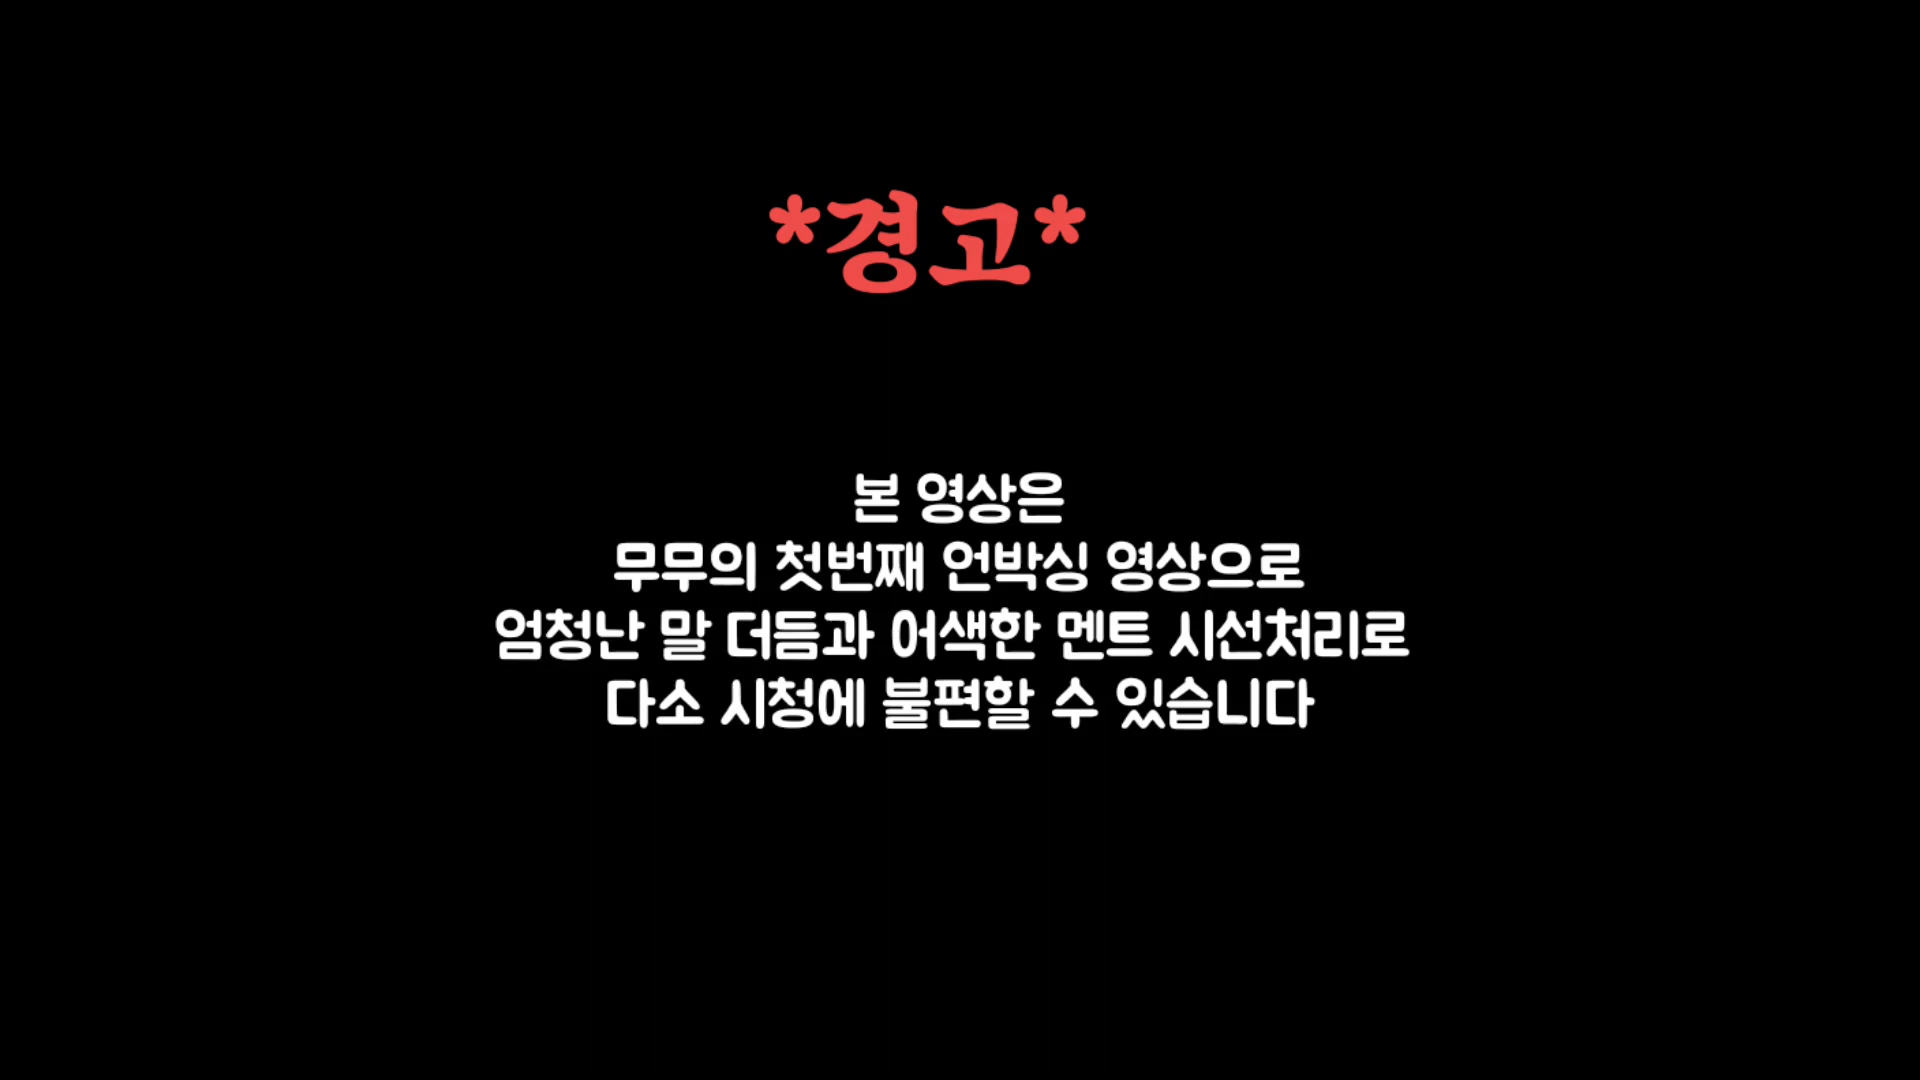 *경고*
본 영상은
무무의 첫번째 언박싱 영상으로
엄청난 말 더듬과 어색한 멘트 시선처리로
다소 시청에 불편할 수 있습니다